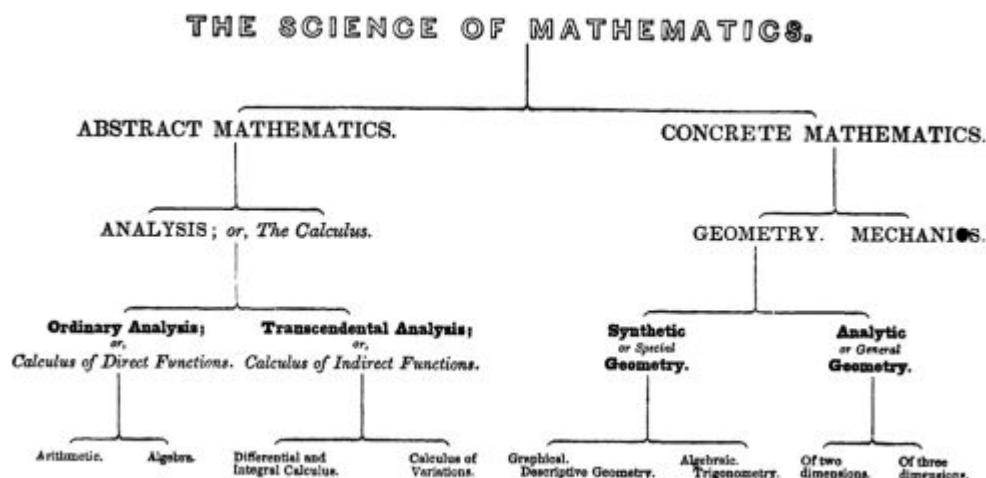 THE SCIENCE OF MATHEMATICS.
ABSTRACT MATHEMATICS.
CONCRETE MATHEMATICS.
ANALYSIS; or, The Calculus.
GEOMETRY. MECHANICS.
Ordinary Analysis;
or,
Calculus of Direct Functions.
Transcendental Analysis;
or,
Calculus of Indirect Functions.
Synthetic
or Special
Geometry.
Analytic
or General
Geometry.
Arithmetic.
Algebra.
Differential and
Integral Calculus.
Calculus of
Variations.
Graphical.
Descriptive Geometry.
Algebraic.
Trigonometry.
Of two
dimensions.
Of three
dimensions.